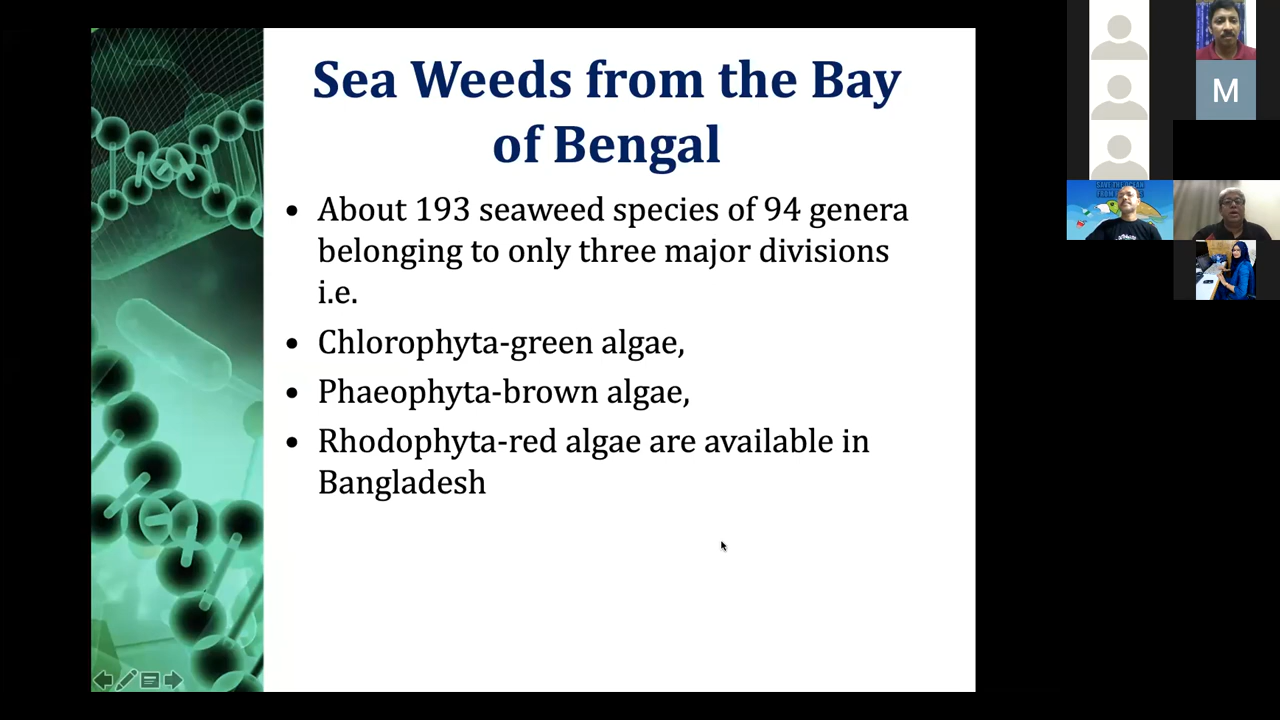 Sea Weeds from the Bay
of Bengal
• About 193 seaweed species of 94 genera
belonging to only three major divisions
i.e.
• Chlorophyta-green algae,
• Phaeophyta-brown algae,
• Rhodophyta-red algae are available in
Bangladesh
M